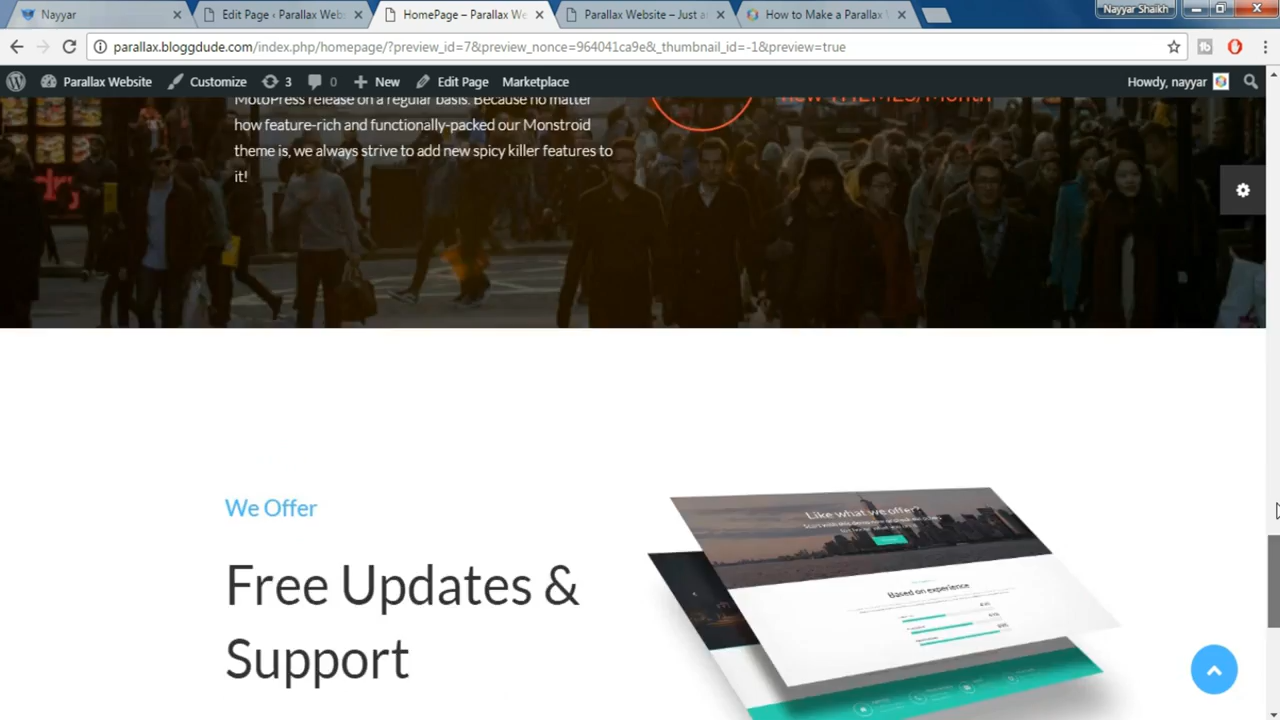 Nayyar
Edit Page ‹ Parallax Web
HomePage – Parallax We
Parallax Website – Just a
How to Make a Parallax
Nayyar Shaikh
parallax.bloggdude.com/index.php/homepage/?preview_id=7&preview_nonce=964041ca9e&_thumbnail_id=-1&preview=true
Parallax Website Customize 3 0 New Edit Page Marketplace Howdy, nayyar
MotoPress release on a regular basis. Because no matter
new THEMES/Month
how feature-rich and functionally-packed our Monstroid
theme is, we always strive to add new spicy killer features to
it!
We Offer
Free Updates &
Support
Like what we offer?
Based on experience